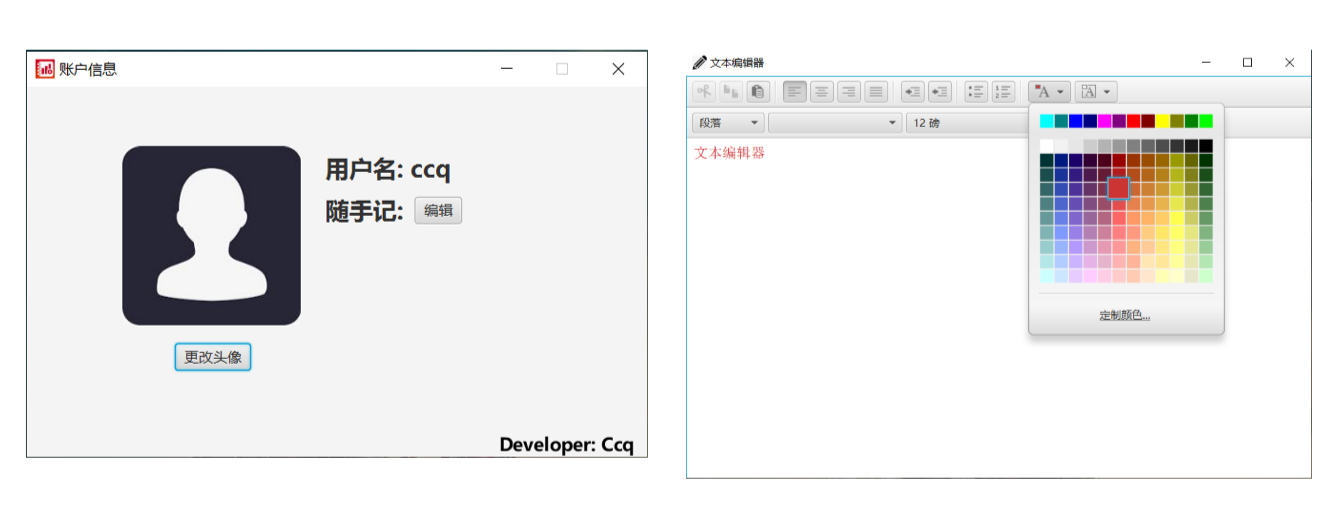 账户信息
用户名: ccq
随手记: 编辑
更改头像
Developer: Ccq
文本编辑器
段落
12 磅
文本编辑器
定制颜色...